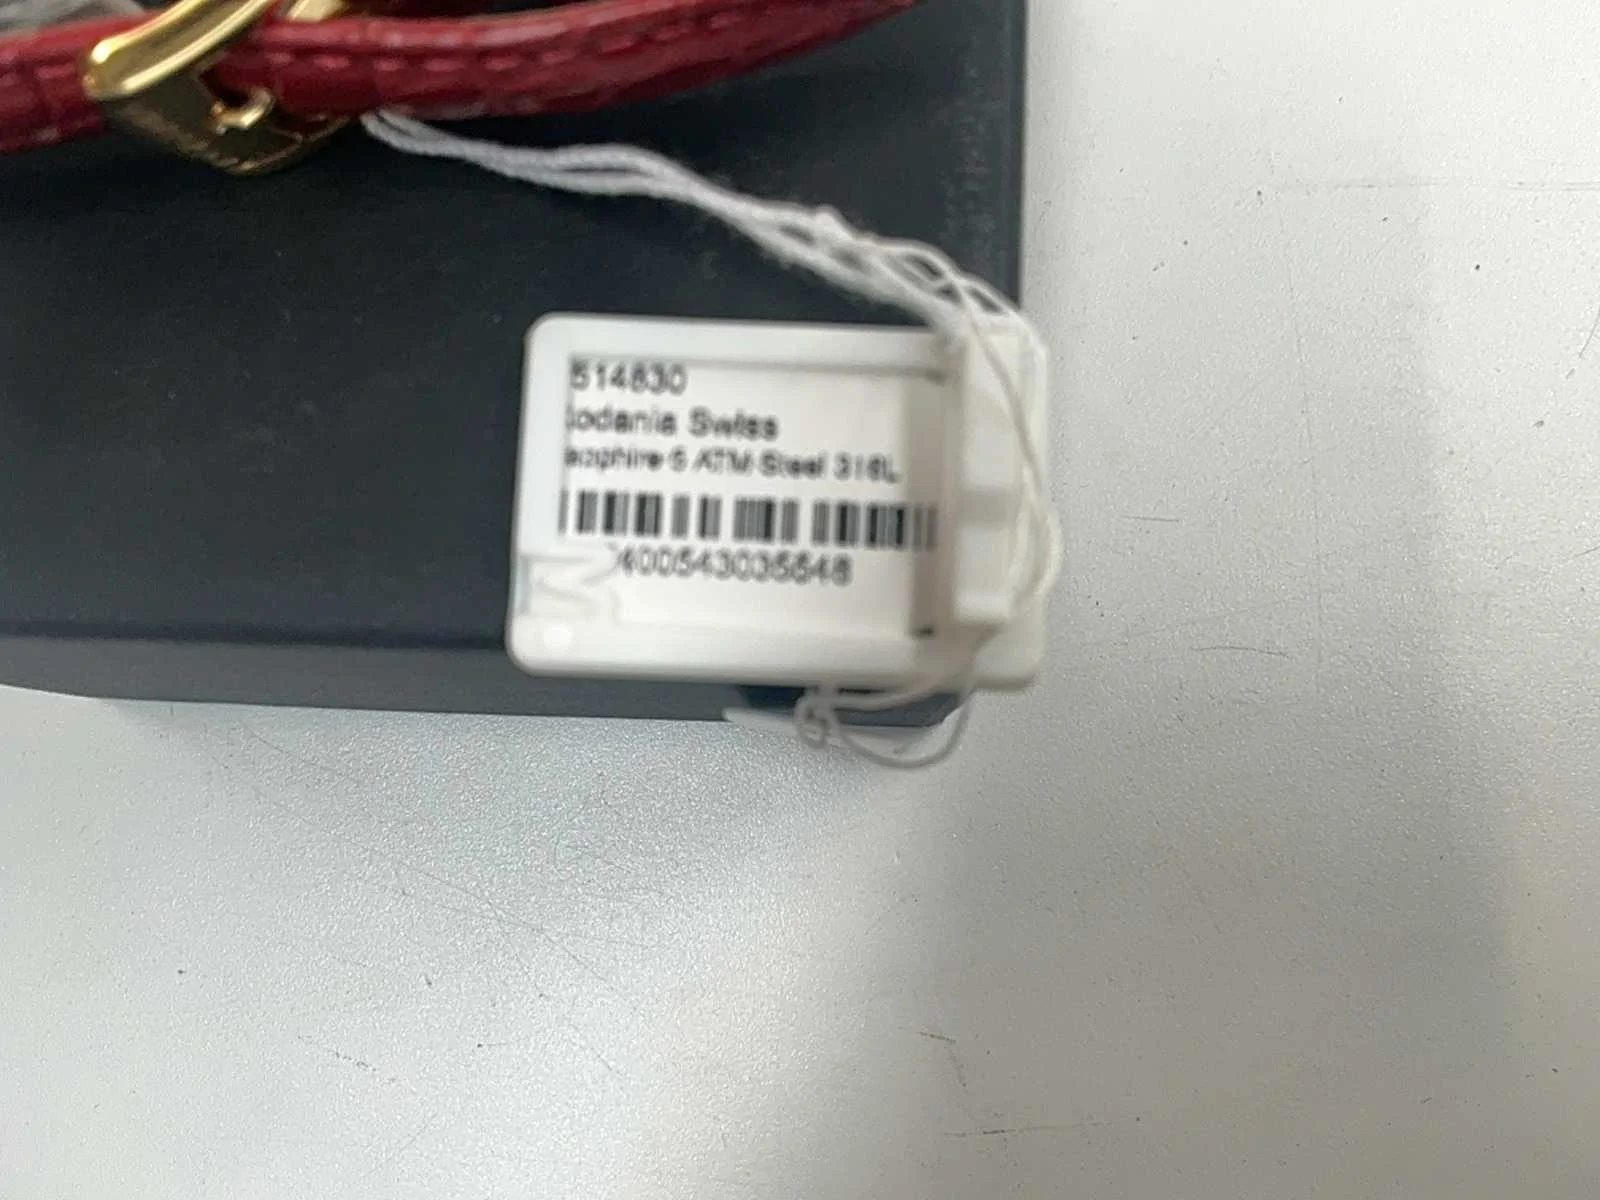 514830
Rodania Swiss
Sapphire 5 ATM Steel 316L
400543035548